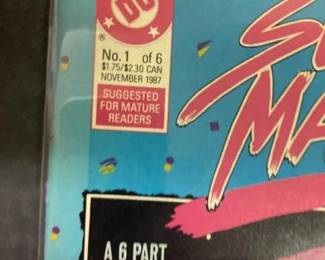 DC
No. 1 of 6
$1.75/$2.30 CAN
NOVEMBER 1987
SUGGESTED
FOR MATURE
READERS
A 6 PART